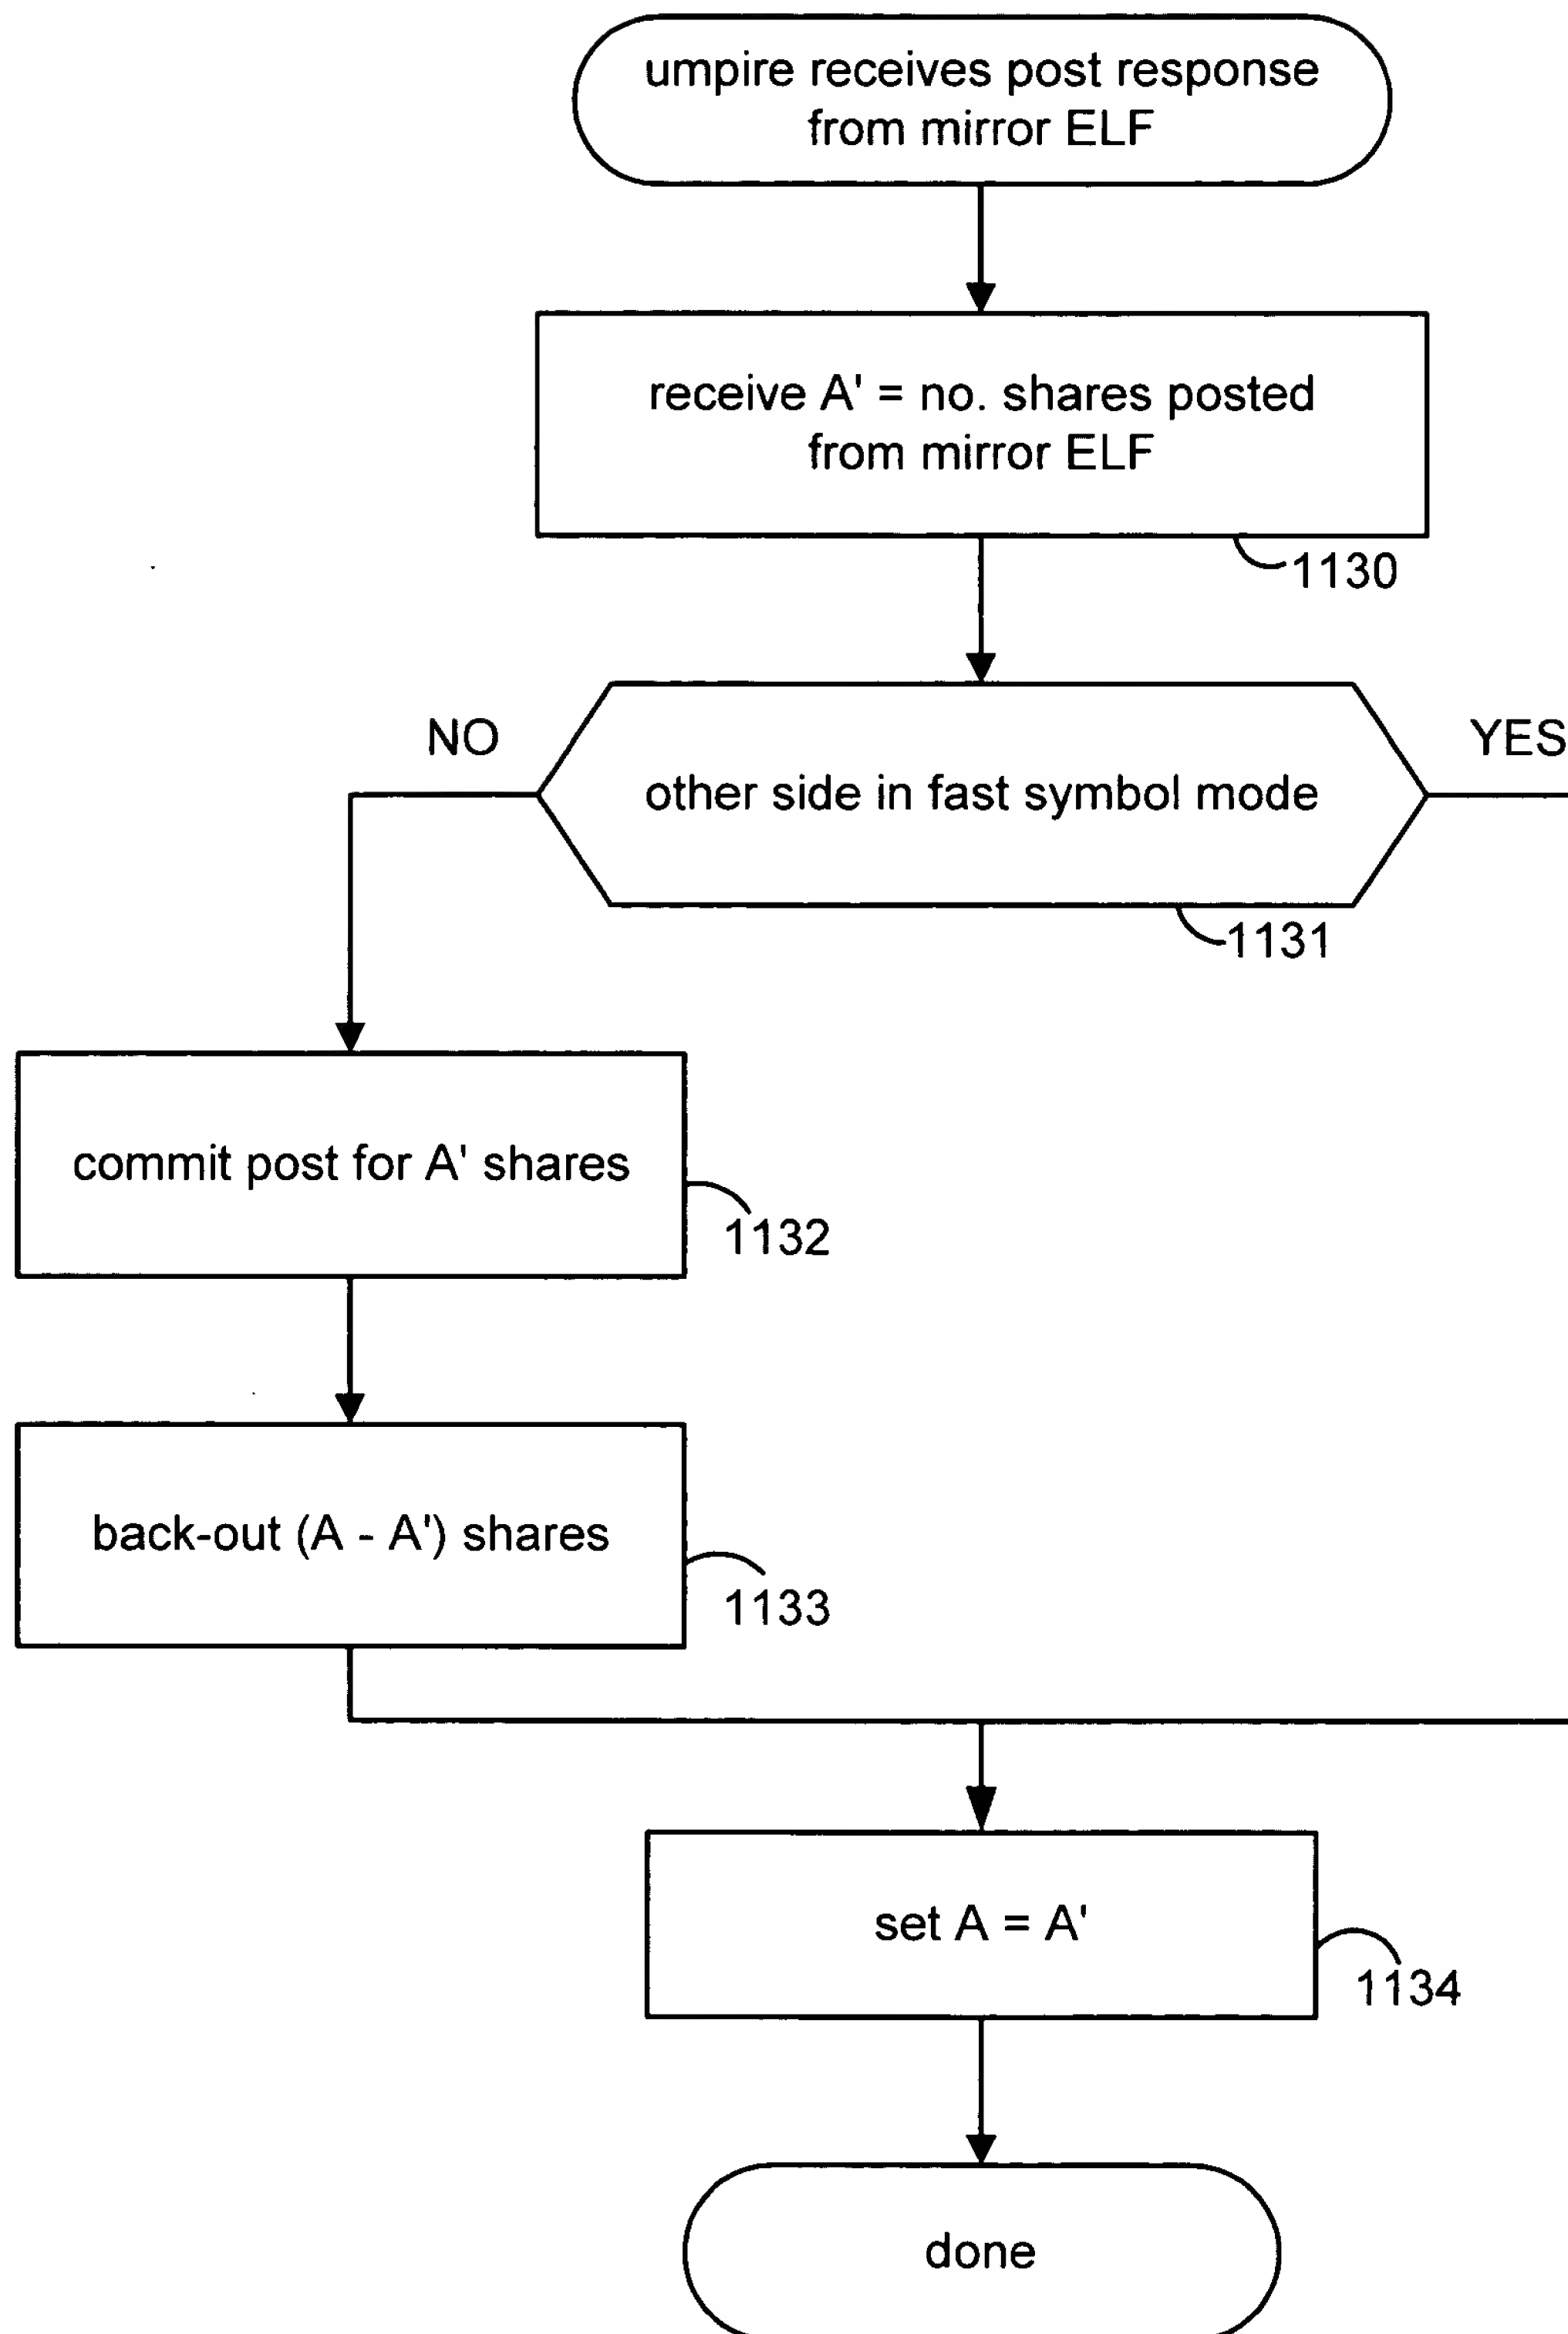 umpire receives post response
from mirror ELF
receive A' = no. shares posted
from mirror ELF
1130
NO
YES
other side in fast symbol mode
1131
commit post for A' shares
1132
back-out (A - A') shares
1133
set A = A'
1134
done